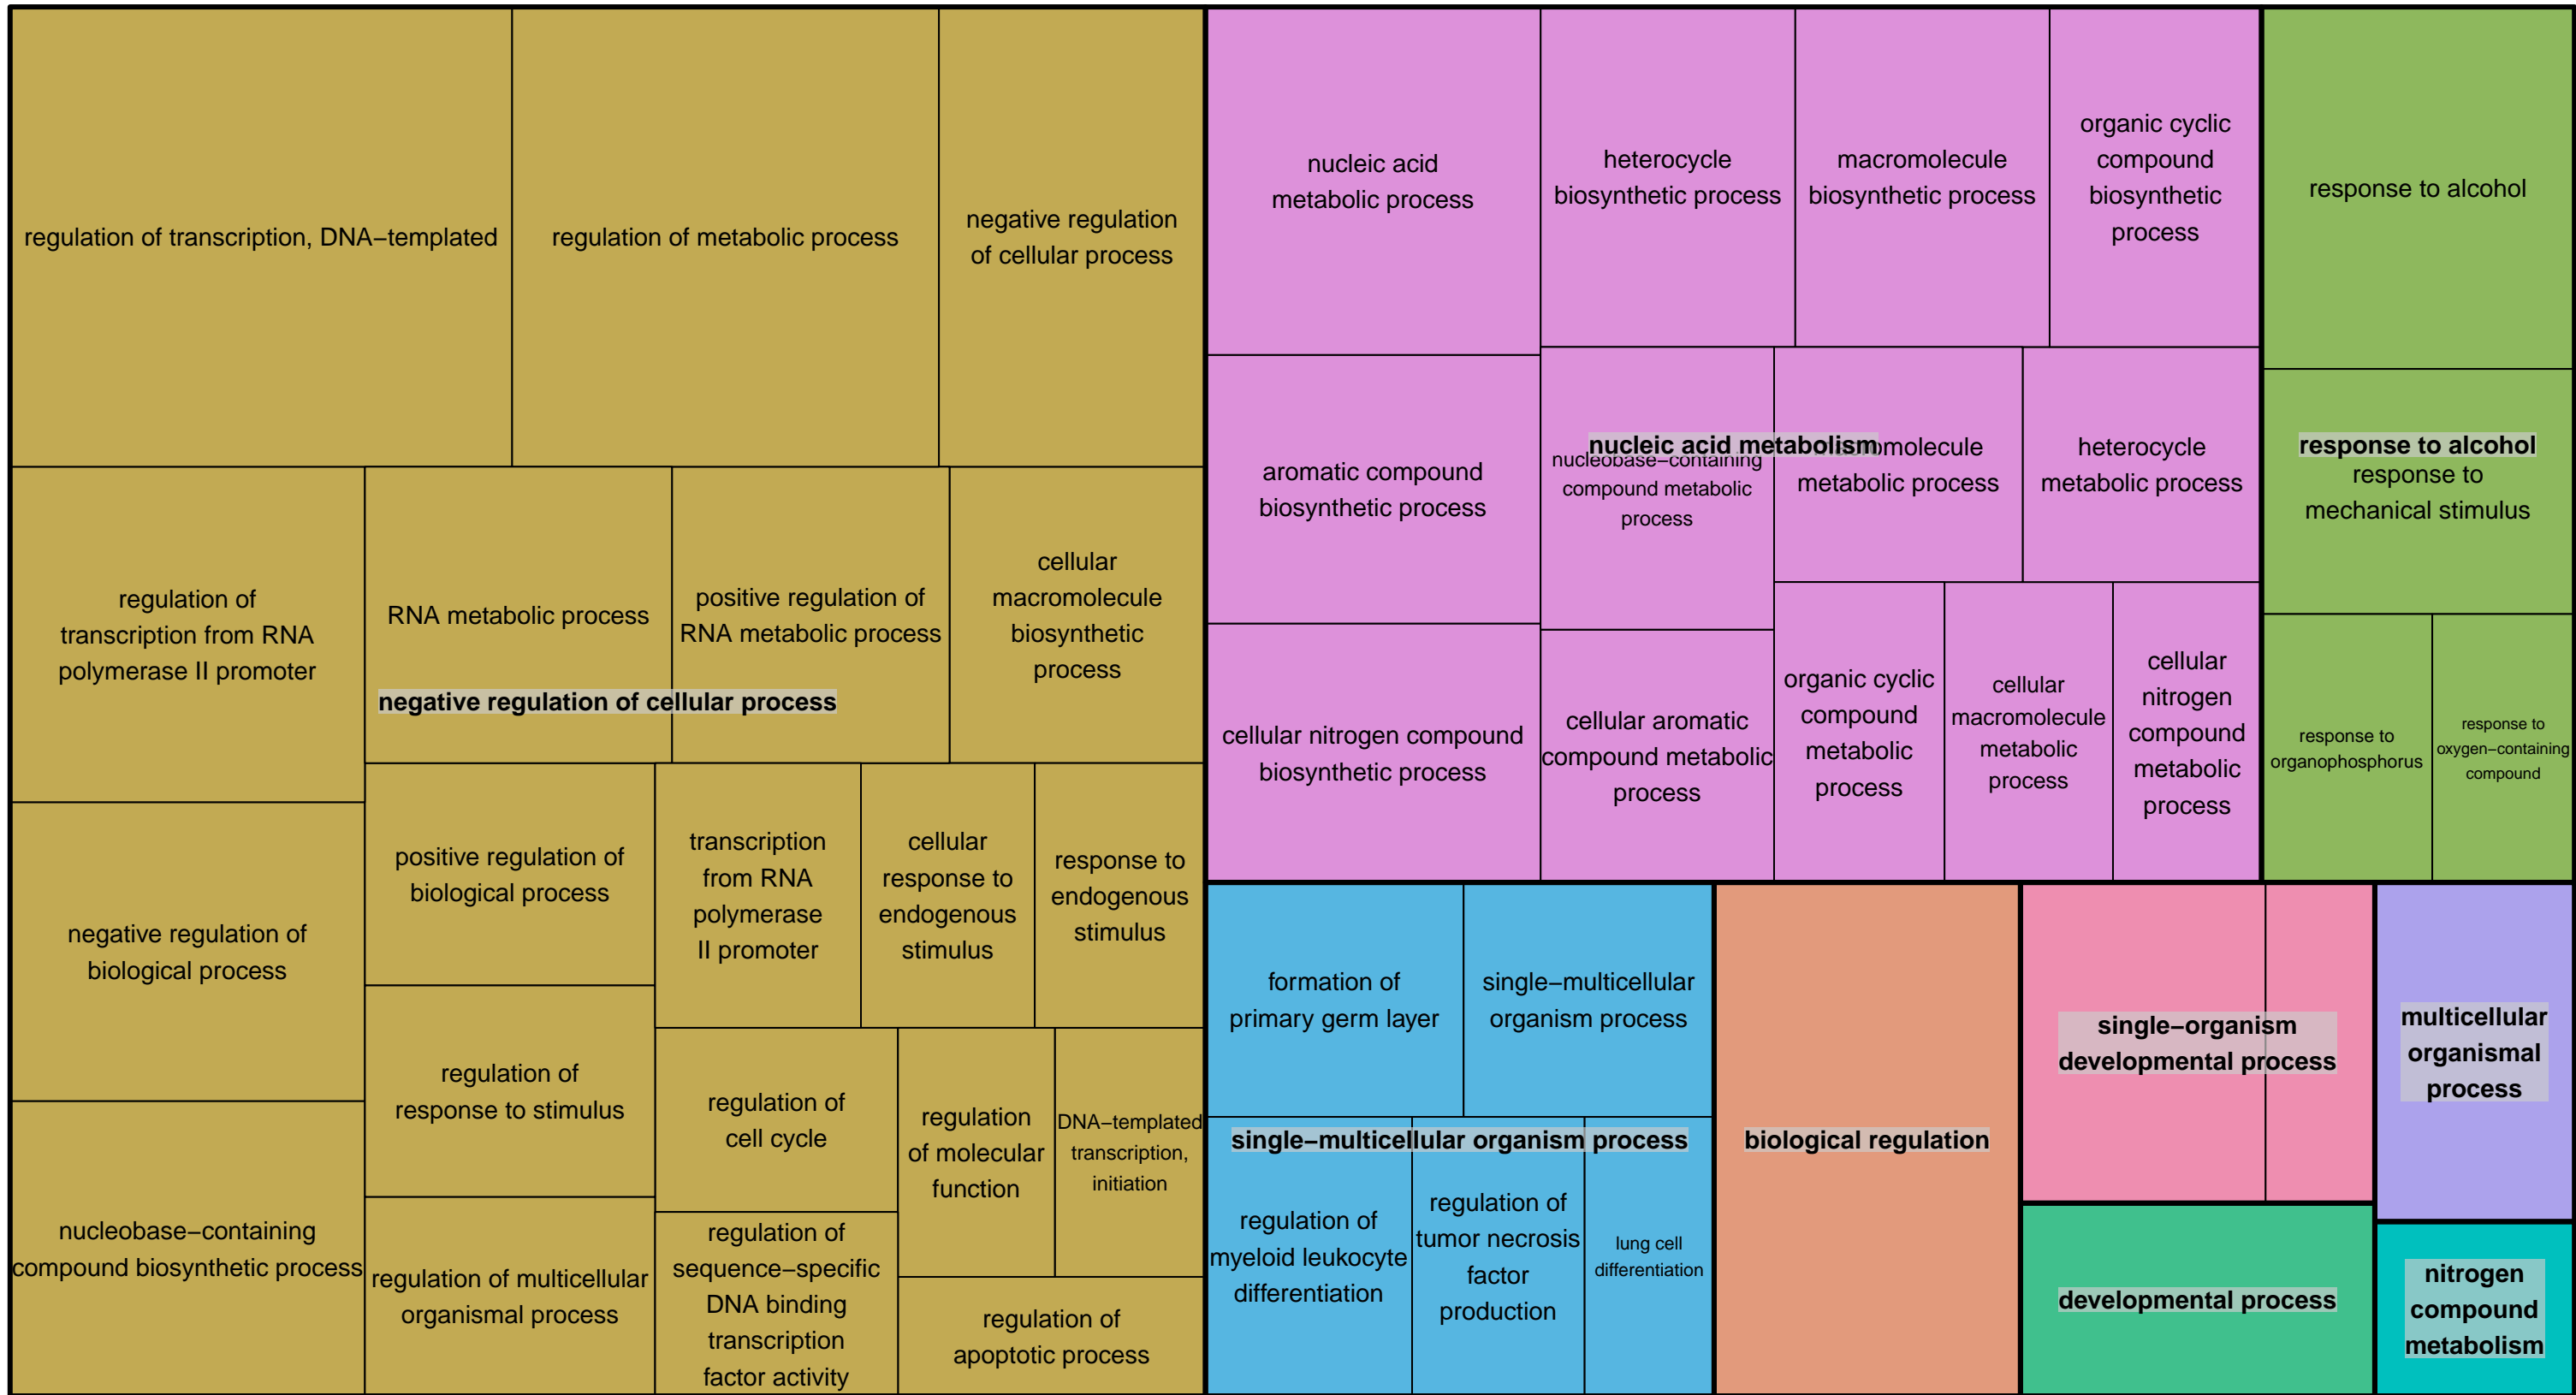 regulation of transcription, DNA−templated
regulation of metabolic process
negative regulation
of cellular process
regulation of
transcription from RNA
polymerase II promoter
RNA metabolic process
positive regulation of
RNA metabolic process
cellular
macromolecule
biosynthetic
process
negative regulation of cellular process
negative regulation of
biological process
positive regulation of
biological process
transcription
from RNA
polymerase
II promoter
cellular
response to
endogenous
stimulus
response to
endogenous
stimulus
regulation of
response to stimulus
regulation of
cell cycle
regulation
of molecular
function
DNA−templated
transcription,
initiation
nucleobase−containing
compound biosynthetic process
regulation of multicellular
organismal process
regulation of
sequence−specific
DNA binding
transcription
factor activity
regulation of
apoptotic process
nucleic acid
metabolic process
heterocycle
biosynthetic process
macromolecule
biosynthetic process
organic cyclic
compound
biosynthetic
process
aromatic compound
biosynthetic process
nucleic acid metabolism
nucleobase−containing
compound metabolic
process
metabolic process
heterocycle
metabolic process
cellular nitrogen compound
biosynthetic process
cellular aromatic
compound metabolic
process
organic cyclic
compound
metabolic
process
cellular
macromolecule
metabolic
process
cellular
nitrogen
compound
metabolic
process
response to alcohol
response to alcohol
response to
mechanical stimulus
response to
organophosphorus
response to
oxygen−containing
compound
formation of
primary germ layer
single−multicellular
organism process
single−multicellular organism process
regulation of
myeloid leukocyte
differentiation
regulation of
tumor necrosis
factor
production
lung cell
differentiation
biological regulation
single−organism
developmental process
multicellular
organismal
process
developmental process
nitrogen
compound
metabolism